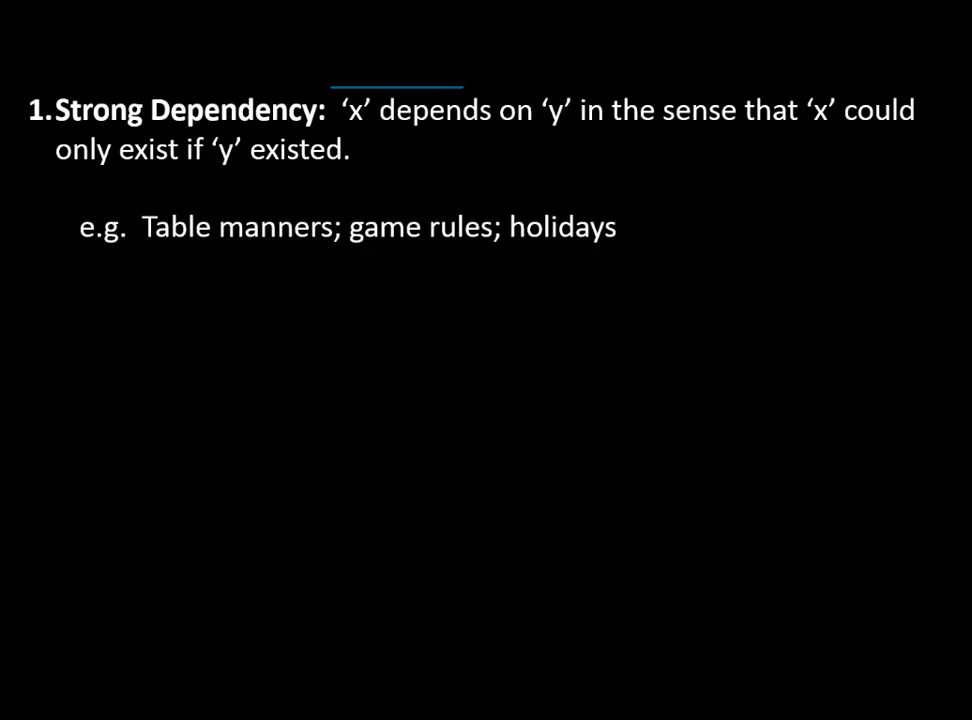 1. Strong Dependency: ‘x’ depends on ‘y’ in the sense that ‘x’ could
only exist if ‘y’ existed.
e.g. Table manners; game rules; holidays